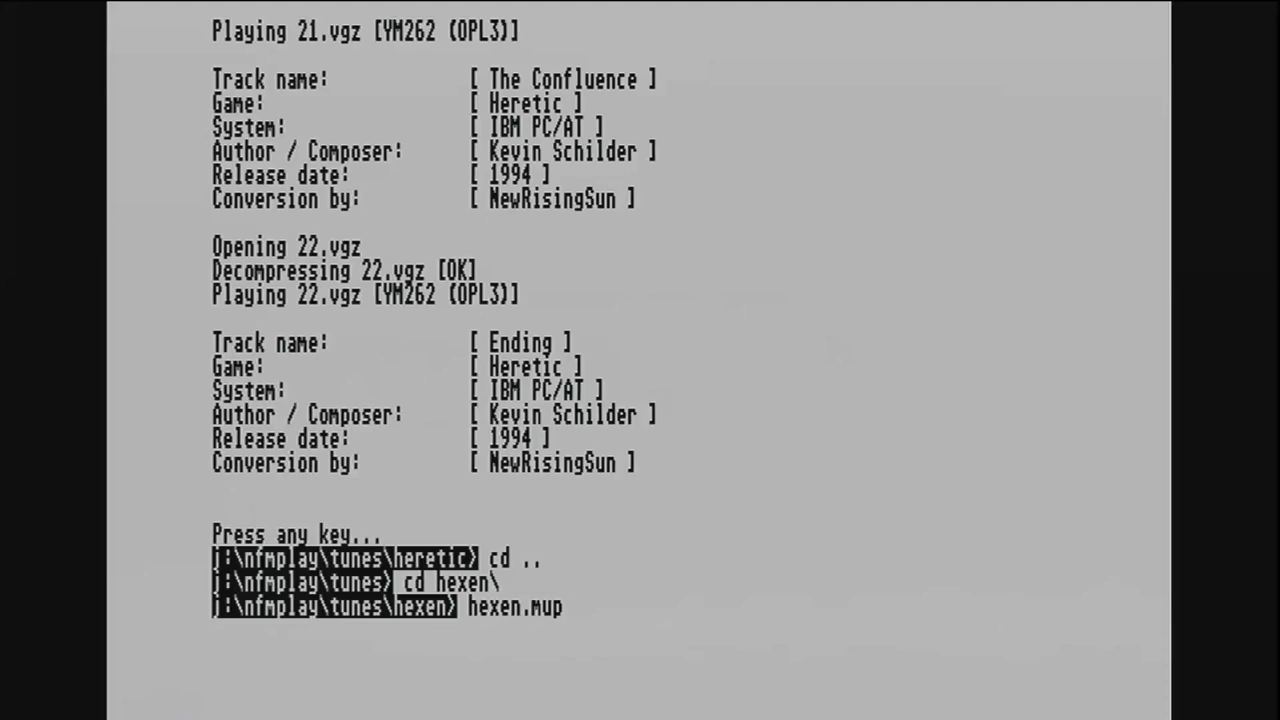 Playing 21.vgz [YM262 (OPL3)]
Track name: [ The Confluence ]
Game: [ Heretic ]
System: [ IBM PC/AT ]
Author / Composer: [ Kevin Schilder ]
Release date: [ 1994 ]
Conversion by: [ NewRisingSun ]
Opening 22.vgz
Decompressing 22.vgz [OK]
Playing 22.vgz [YM262 (OPL3)]
Track name: [ Ending ]
Game: [ Heretic ]
System: [ IBM PC/AT ]
Author / Composer: [ Kevin Schilder ]
Release date: [ 1994 ]
Conversion by: [ NewRisingSun ]
Press any key...
j:\nfmplay\tunes\heretic> cd ..
j:\nfmplay\tunes> cd hexen\
j:\nfmplay\tunes\hexen> hexen.mup